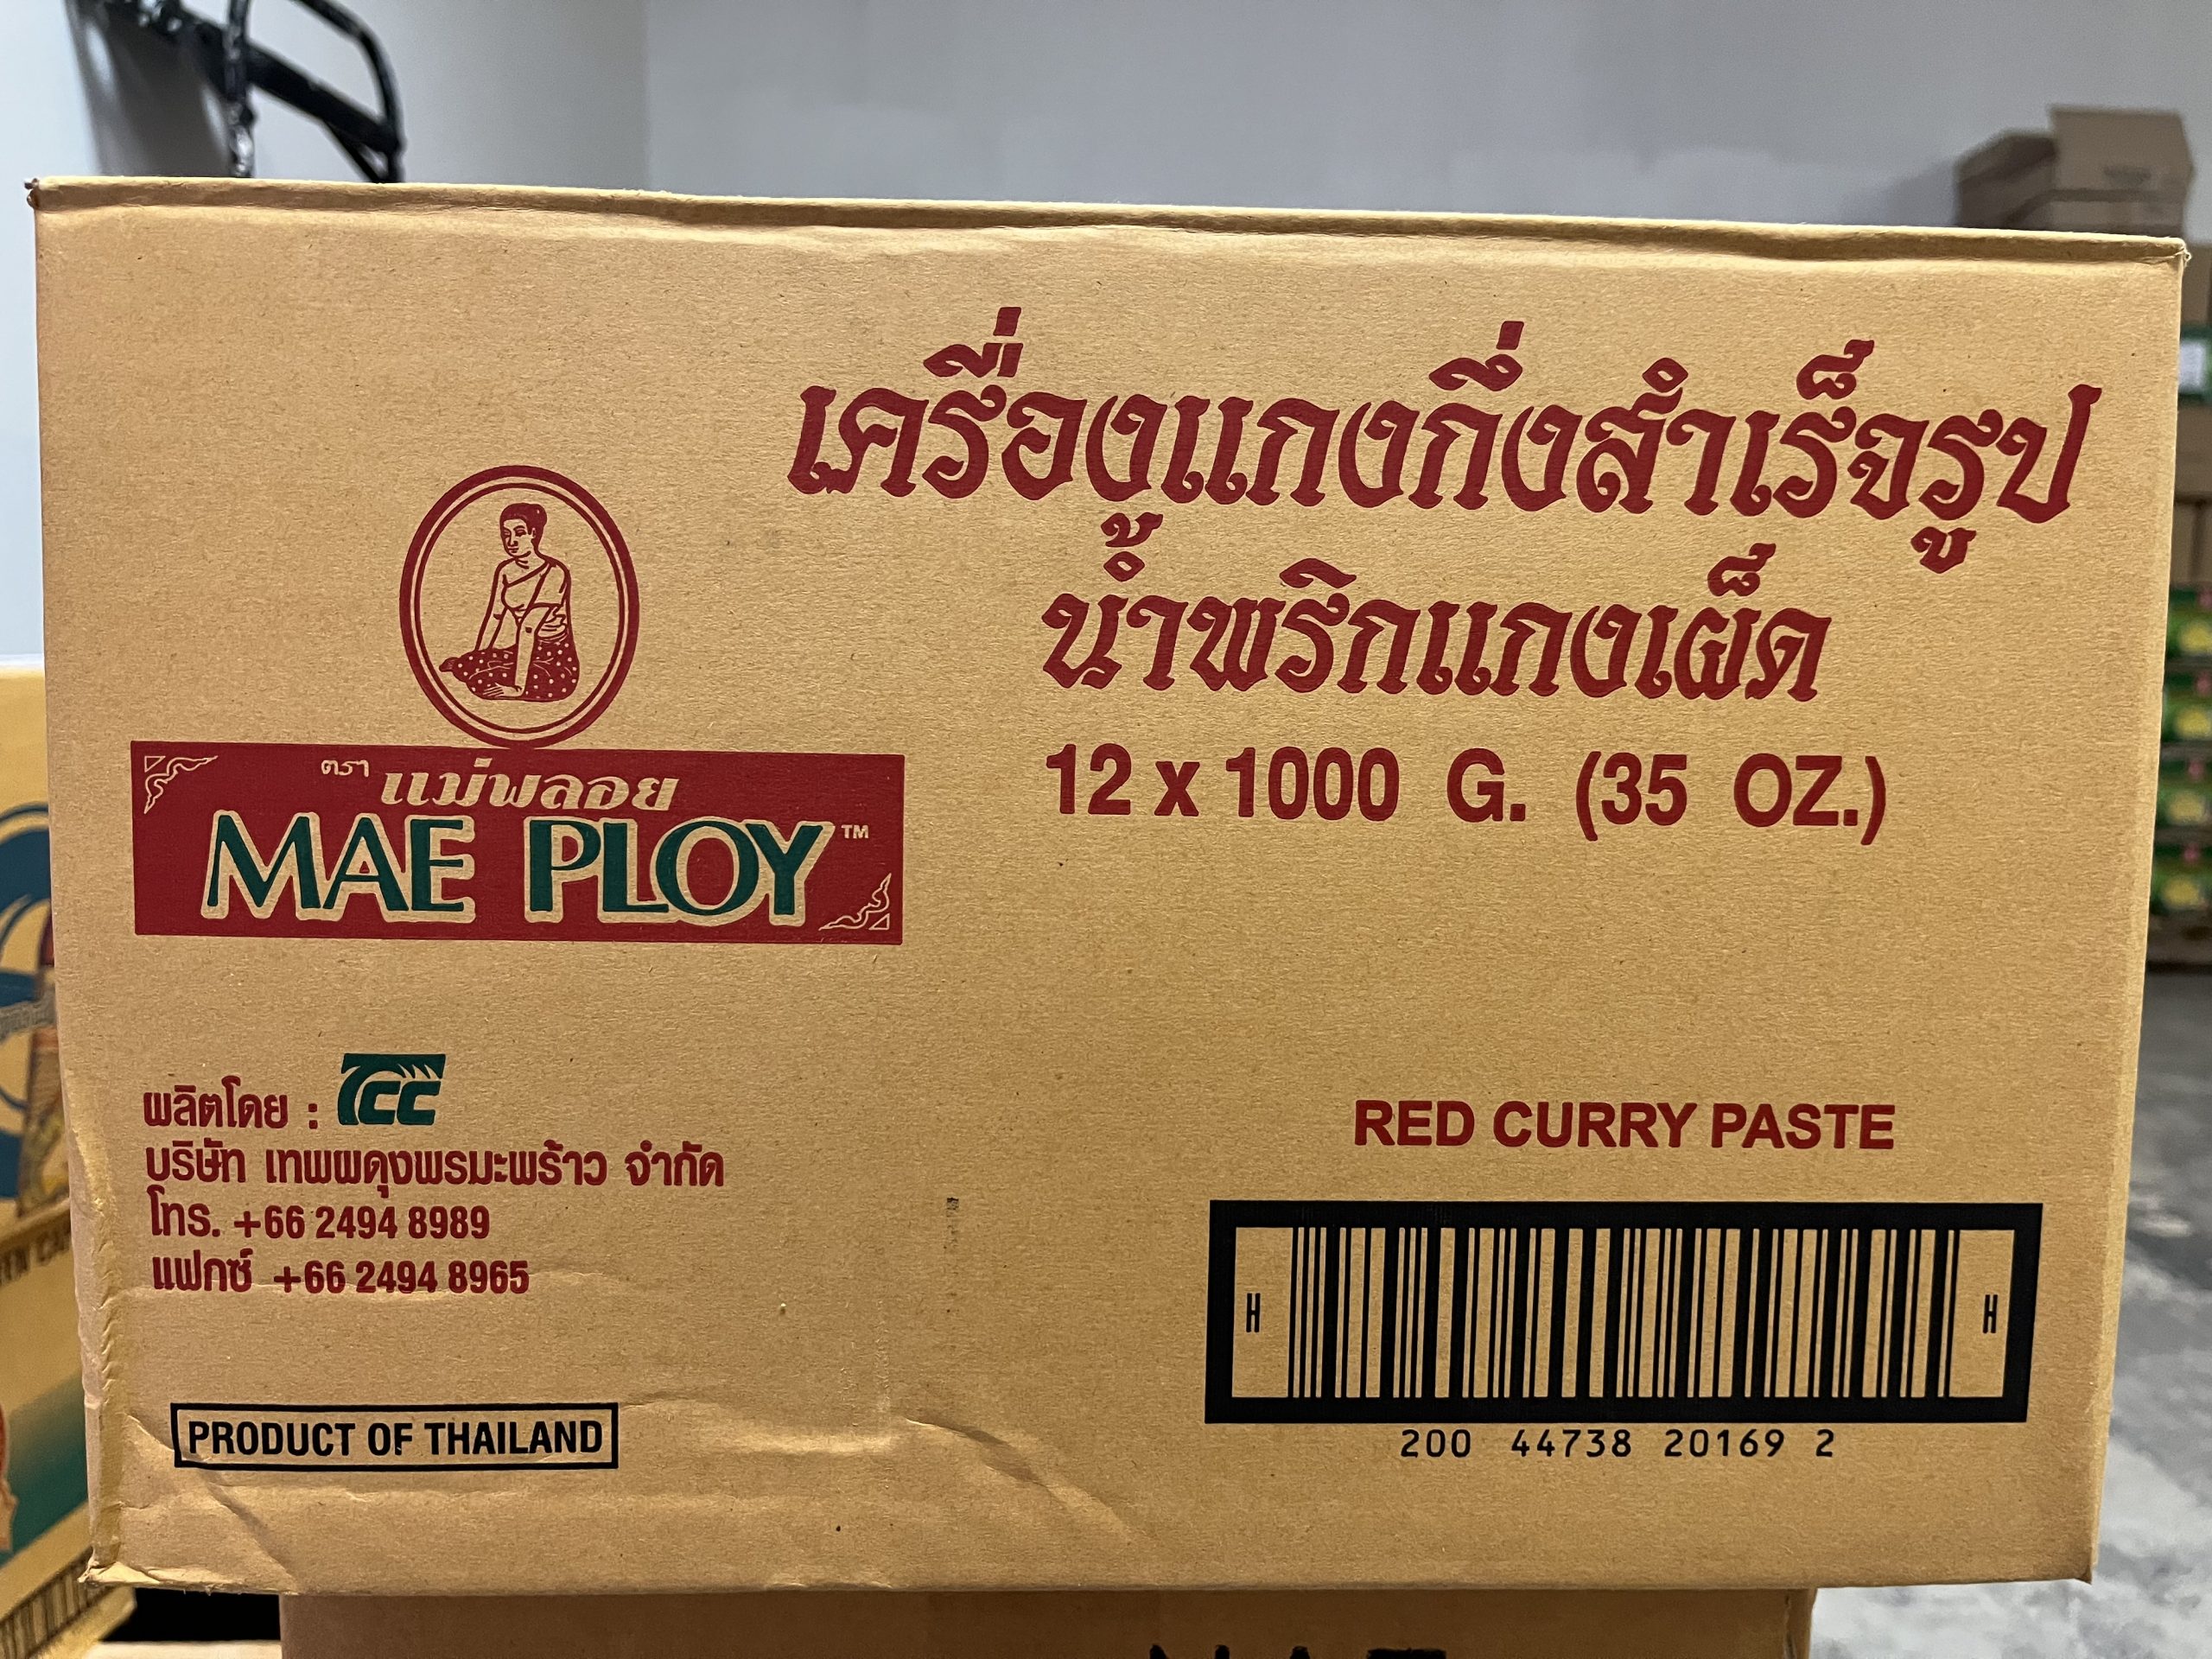 เครื่องแกงกึ่งสำเร็จรูป
น้ำพริกแกงเผ็ด
12 x 1000 G. (35 OZ.)
ตรา แม่พลอย
MAE PLOY™
ผลิตโดย : TCC
บริษัท เทพผดุงพรมะพร้าว จำกัด
โทร. +66 2494 8989
แฟกซ์ +66 2494 8965
PRODUCT OF THAILAND
RED CURRY PASTE
H H
200 44738 20169 2